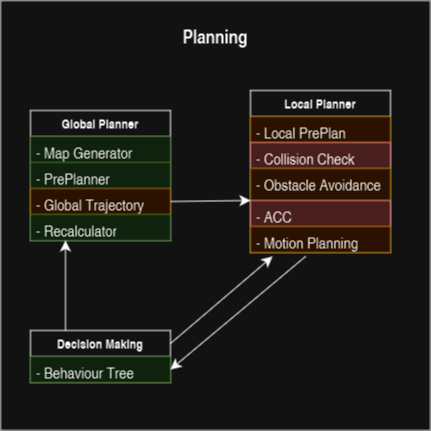 Planning
Global Planner
- Map Generator
- PrePlanner
- Global Trajectory
- Recalculator
Local Planner
- Local PrePlan
- Collision Check
- Obstacle Avoidance
- ACC
- Motion Planning
Decision Making
- Behaviour Tree